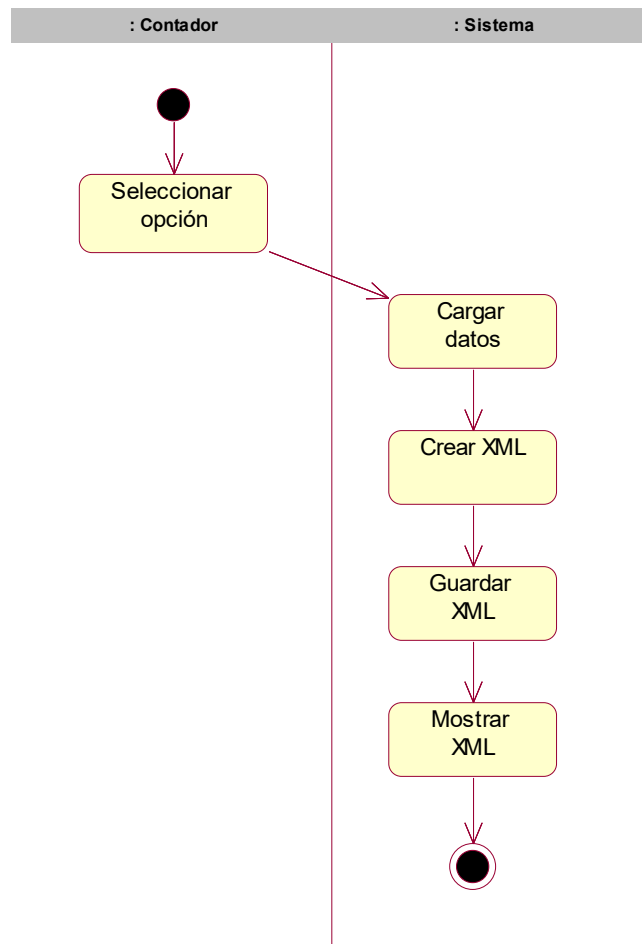 : Contador
: Sistema
Seleccionar
opción
Cargar
datos
Crear XML
Guardar
XML
Mostrar
XML